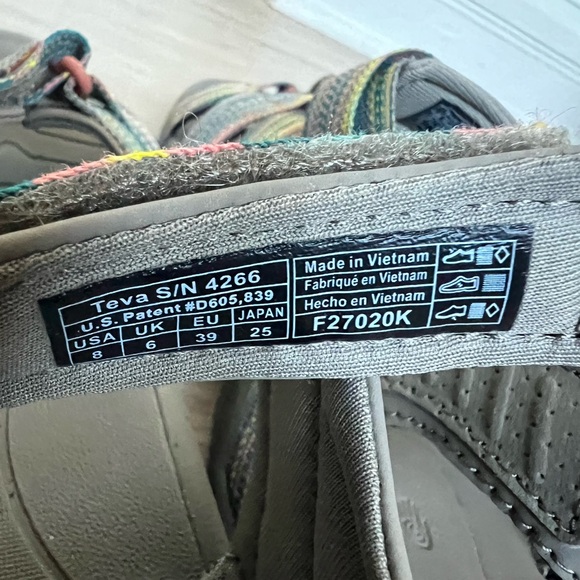 Teva S/N 4266
U.S. Patent #D605,839
USA UK EU JAPAN
8 6 39 25
Made in Vietnam
Fabriqué en Vietnam
Hecho en Vietnam
F27020K